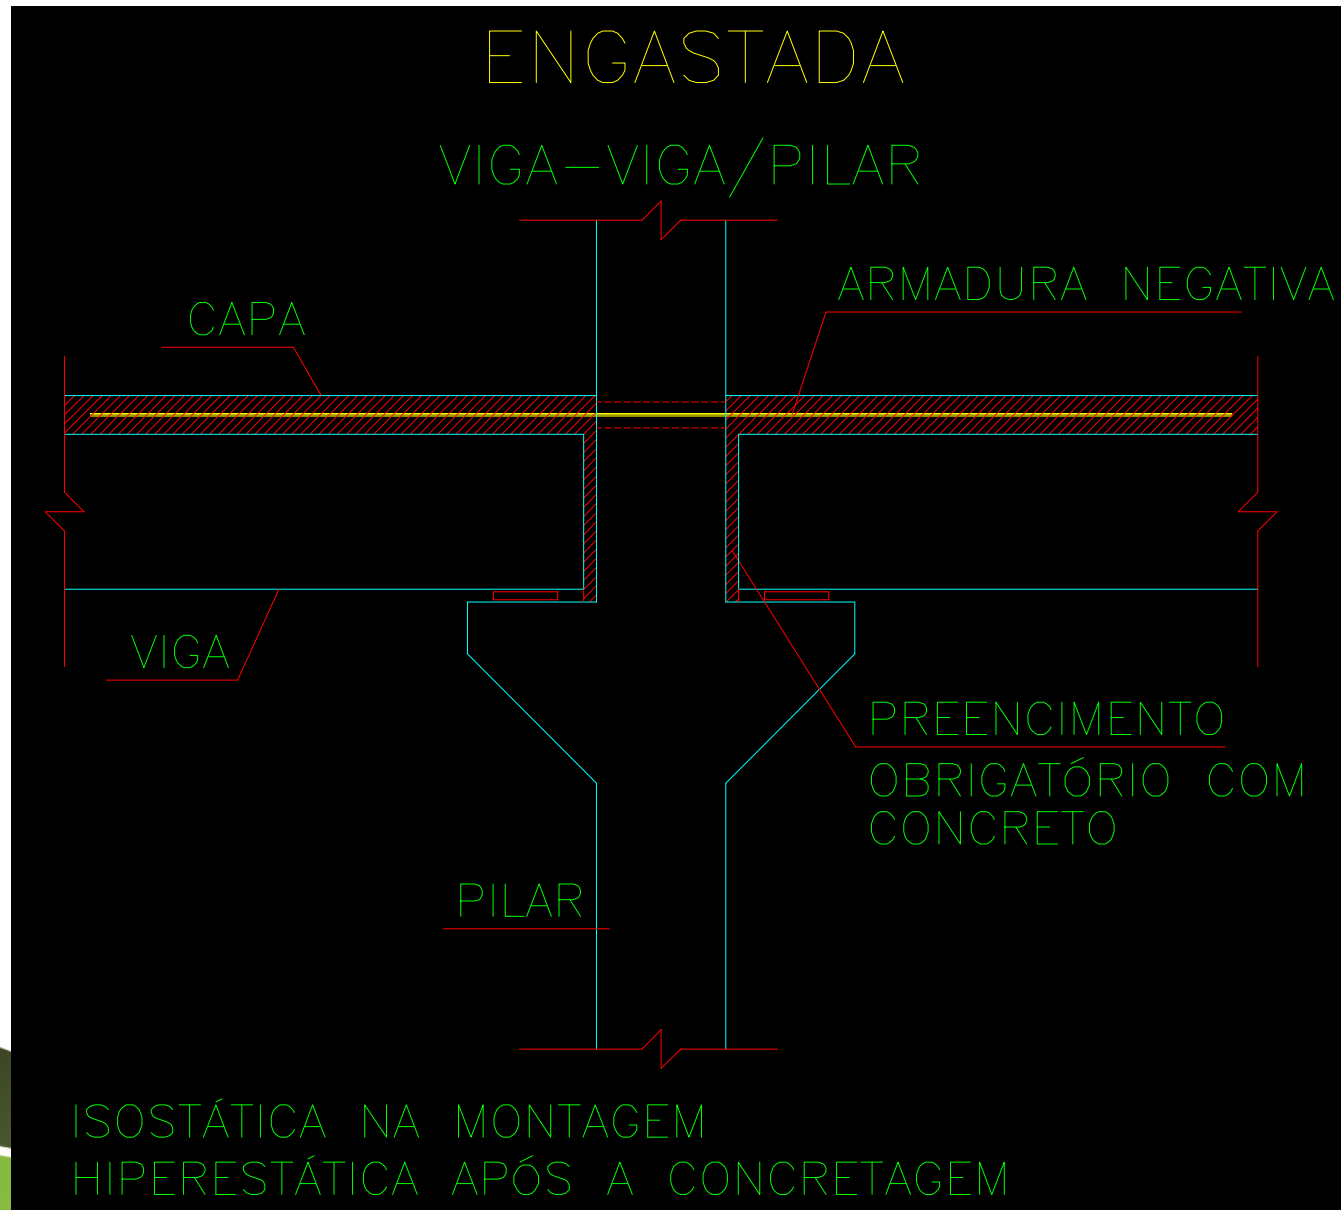 ENGASTADA
VIGA-VIGA/PILAR
ARMADURA NEGATIVA
CAPA
VIGA
PREENCIMENTO
OBRIGATÓRIO COM
CONCRETO
PILAR
ISOSTÁTICA NA MONTAGEM
HIPERESTÁTICA APÓS A CONCRETAGEM